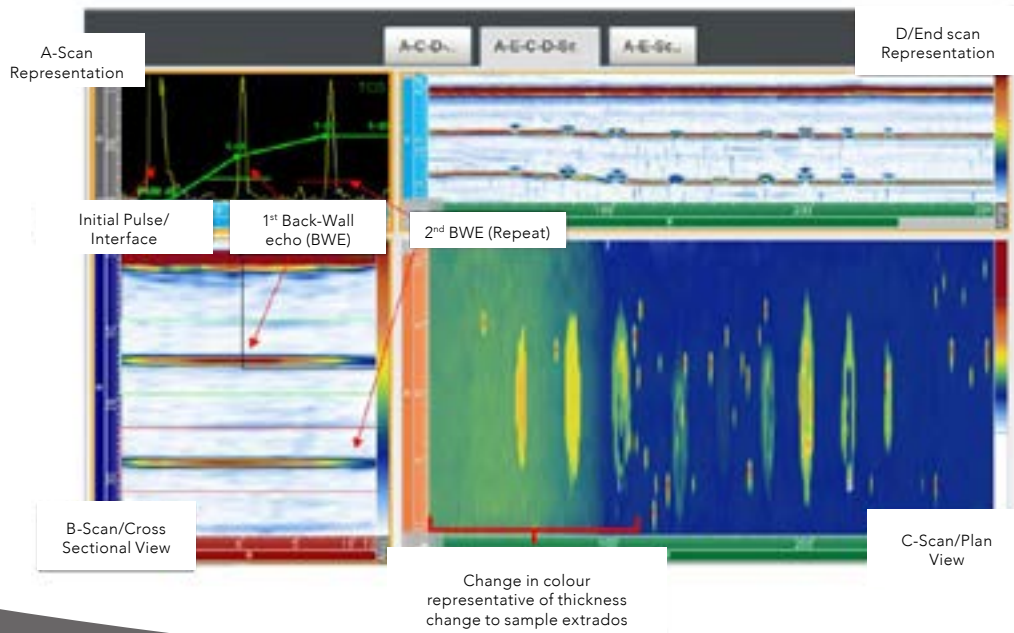 A-Scan
Representation
A-C-D-..
A-E-C-D-Sr
A-E-Sc..
D/End scan
Representation
Initial Pulse/
Interface
1st Back-Wall
echo (BWE)
2nd BWE (Repeat)
B-Scan/Cross
Sectional View
C-Scan/Plan
View
Change in colour
representative of thickness
change to sample extrados